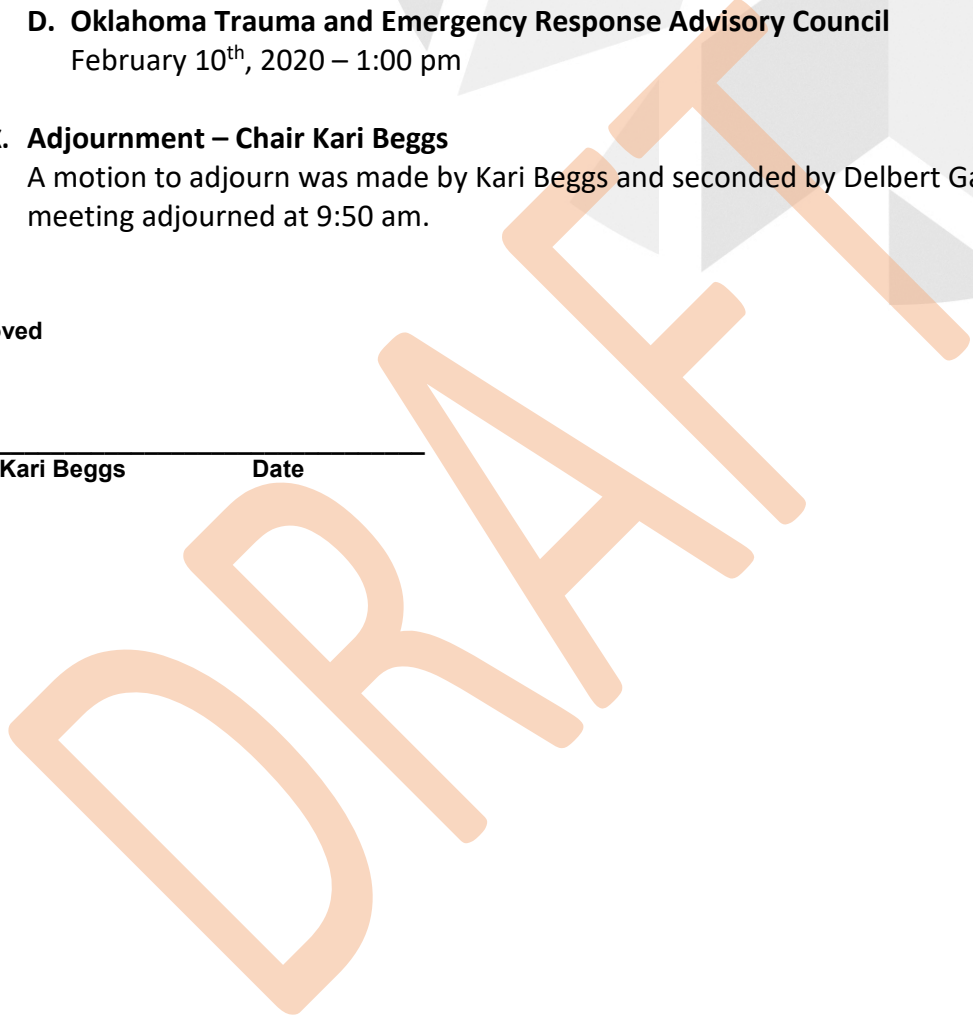 D. Oklahoma Trauma and Emergency Response Advisory Council
February 10th, 2020 – 1:00 pm
Adjournment – Chair Kari Beggs
A motion to adjourn was made by Kari Beggs and seconded by Delbert
meeting adjourned at 9:50 am.
Kari Beggs Date
DRAFT